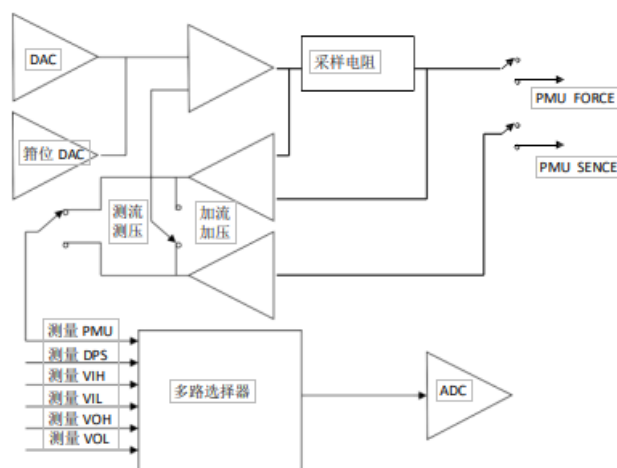 DAC
采样电阻
PMU FORCE
箝位 DAC
PMU SENCE
测流
测压
加流
加压
测量 PMU
测量 DPS
测量 VIH
测量 VIL
测量 VOH
测量 VOL
多路选择器
ADC